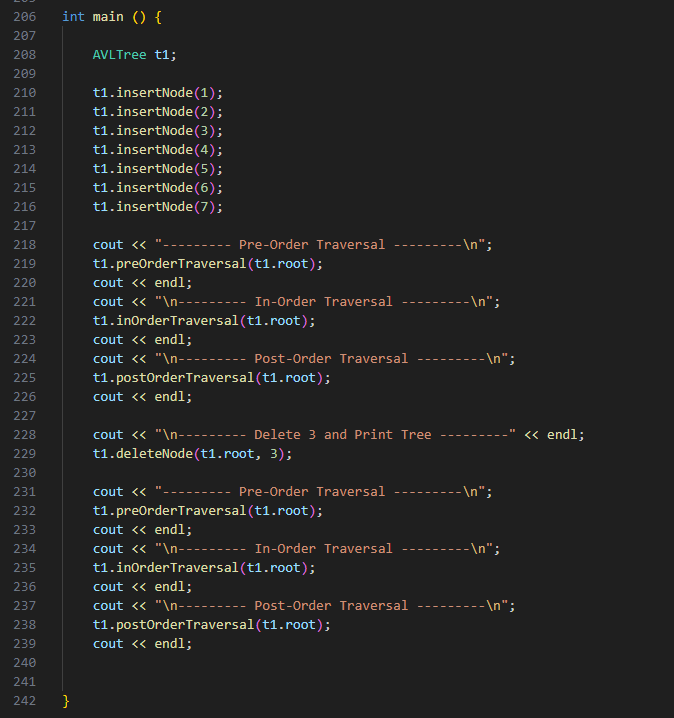 206 int main () {
207
208     AVLTree t1;
209
210     t1.insertNode(1);
211     t1.insertNode(2);
212     t1.insertNode(3);
213     t1.insertNode(4);
214     t1.insertNode(5);
215     t1.insertNode(6);
216     t1.insertNode(7);
217
218     cout << "--------- Pre-Order Traversal ---------\n";
219     t1.preOrderTraversal(t1.root);
220     cout << endl;
221     cout << "\n--------- In-Order Traversal ---------\n";
222     t1.inOrderTraversal(t1.root);
223     cout << endl;
224     cout << "\n--------- Post-Order Traversal ---------\n";
225     t1.postOrderTraversal(t1.root);
226     cout << endl;
227
228     cout << "\n--------- Delete 3 and Print Tree ---------" << endl;
229     t1.deleteNode(t1.root, 3);
230
231     cout << "--------- Pre-Order Traversal ---------\n";
232     t1.preOrderTraversal(t1.root);
233     cout << endl;
234     cout << "\n--------- In-Order Traversal ---------\n";
235     t1.inOrderTraversal(t1.root);
236     cout << endl;
237     cout << "\n--------- Post-Order Traversal ---------\n";
238     t1.postOrderTraversal(t1.root);
239     cout << endl;
240
241
242 }